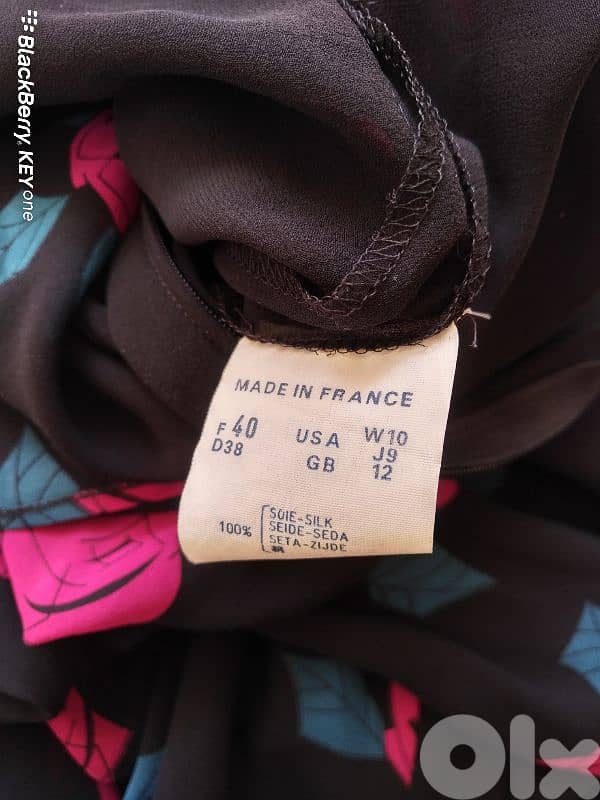 BlackBerry KEYone
MADE IN FRANCE
F 40 USA W10
D38 J9
GB 12
100% SOIE-SILK
SEIDE-SEDA
SETA-ZIJDE
Olx